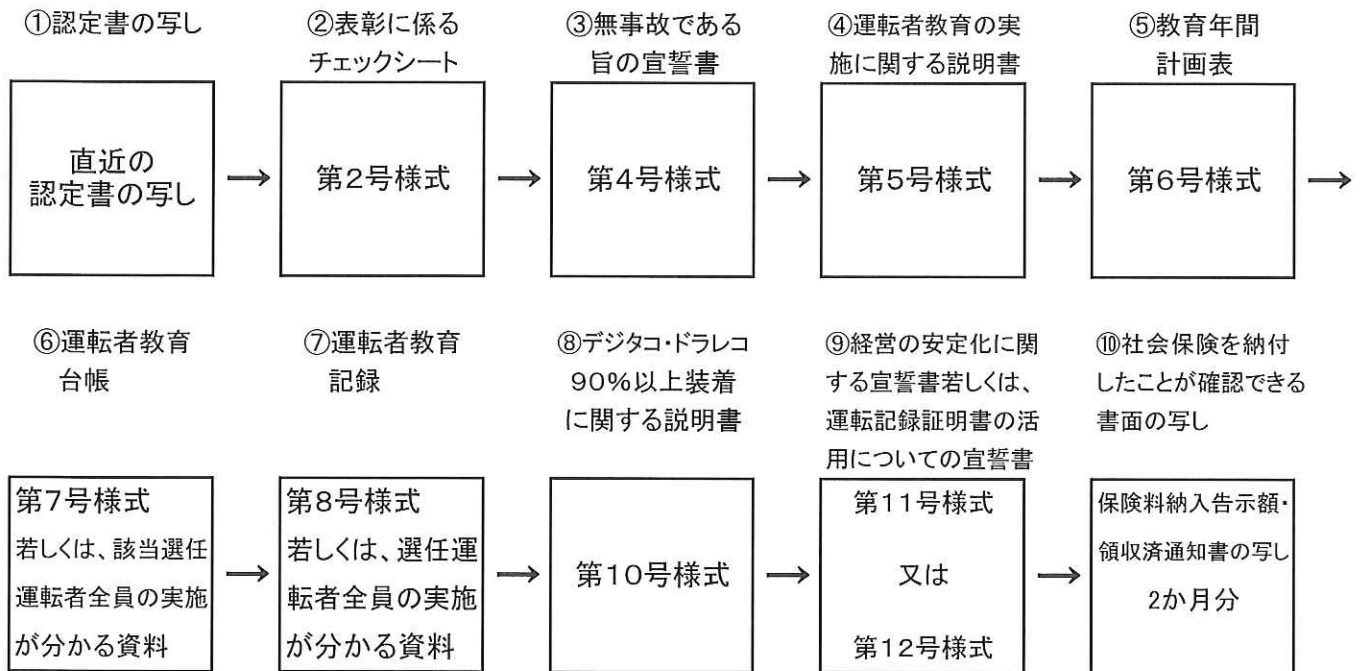 ①認定書の写し
直近の
認定書の写し
→
②表彰に係る
チェックシート
第2号様式
→
③無事故である
旨の宣誓書
第4号様式
→
④運転者教育の実
施に関する説明書
第5号様式
→
⑤教育年間
計画表
第6号様式
→
⑥運転者教育
台帳
第7号様式
若しくは、該当選任
運転者全員の実施
が分かる資料
→
⑦運転者教育
記録
第8号様式
若しくは、選任運
転者全員の実施
が分かる資料
→
⑧デジタコ・ドラレコ
90%以上装着
に関する説明書
第10号様式
→
⑨経営の安定化に関
する宣誓書若しくは、
運転記録証明書の活
用についての宣誓書
第11号様式
又は
第12号様式
→
⑩社会保険を納付
したことが確認できる
書面の写し
保険料納入告示額・
領収済通知書の写し
2か月分